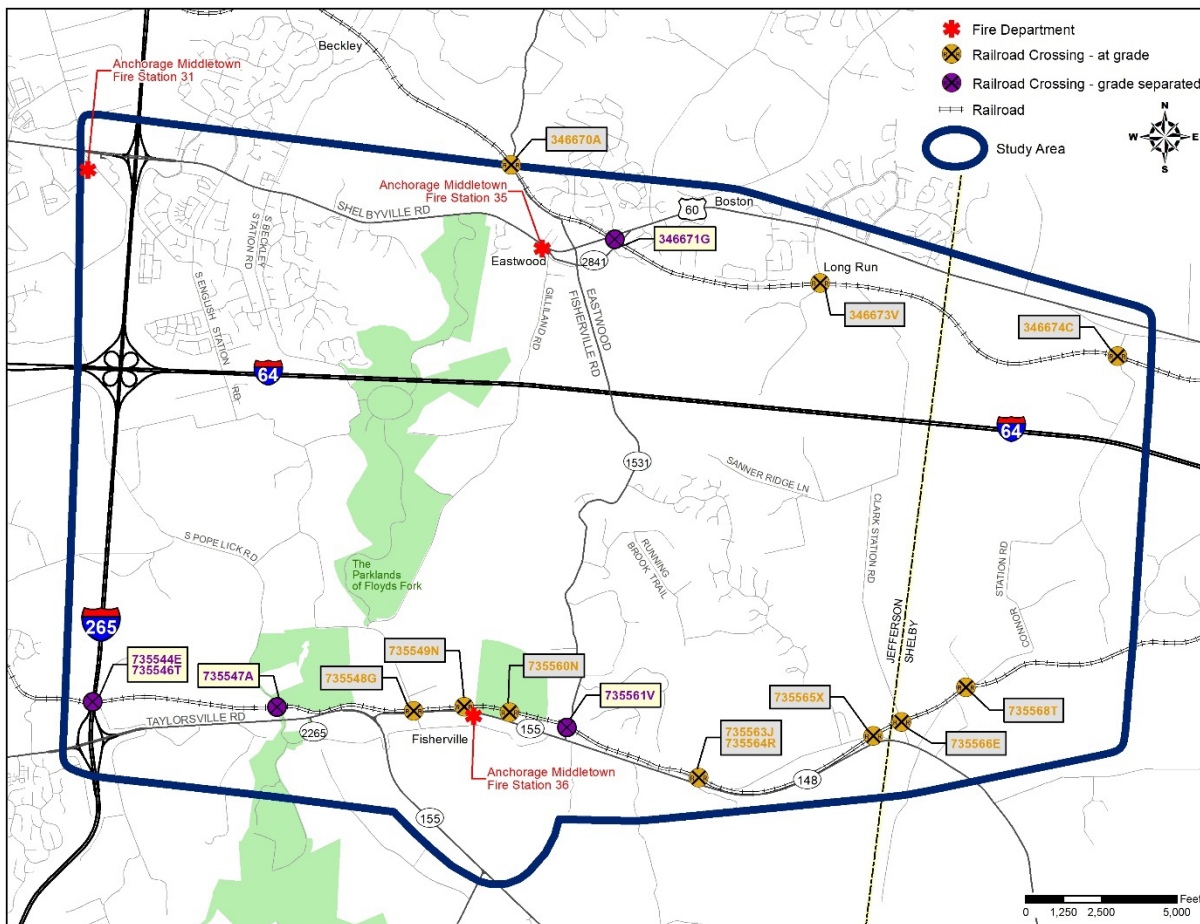 Beckley
Anchorage Middletown
Fire Station 31
Fire Department
Railroad Crossing - at grade
Railroad Crossing - grade separated
Railroad
Study Area
N
W
E
S
346670A
Anchorage Middletown
Fire Station 35
SHELBYVILLE RD
60
Boston
346671G
Eastwood
2841
Long Run
346673V
346674C
S BECKLEY
STATION RD
S ENGLISH STATION
RD
GILLILAND RD
EASTWOOD
FISHERVILLE RD
64
64
1531
SANNER RIDGE LN
CLARK STATION RD
S POPE LICK RD
The
Parklands
of Floyds Fork
RUNNING
BROOK TRAIL
CONNOR
STATION RD
JEFFERSON
SHELBY
265
735544E
735546T
735547A
735548G
735549N
735560N
735561V
735565X
735568T
735566E
735563J
735564R
TAYLORSVILLE RD
2265
Fisherville
155
148
Anchorage Middletown
Fire Station 36
155
Feet
0 1,250 2,500 5,000